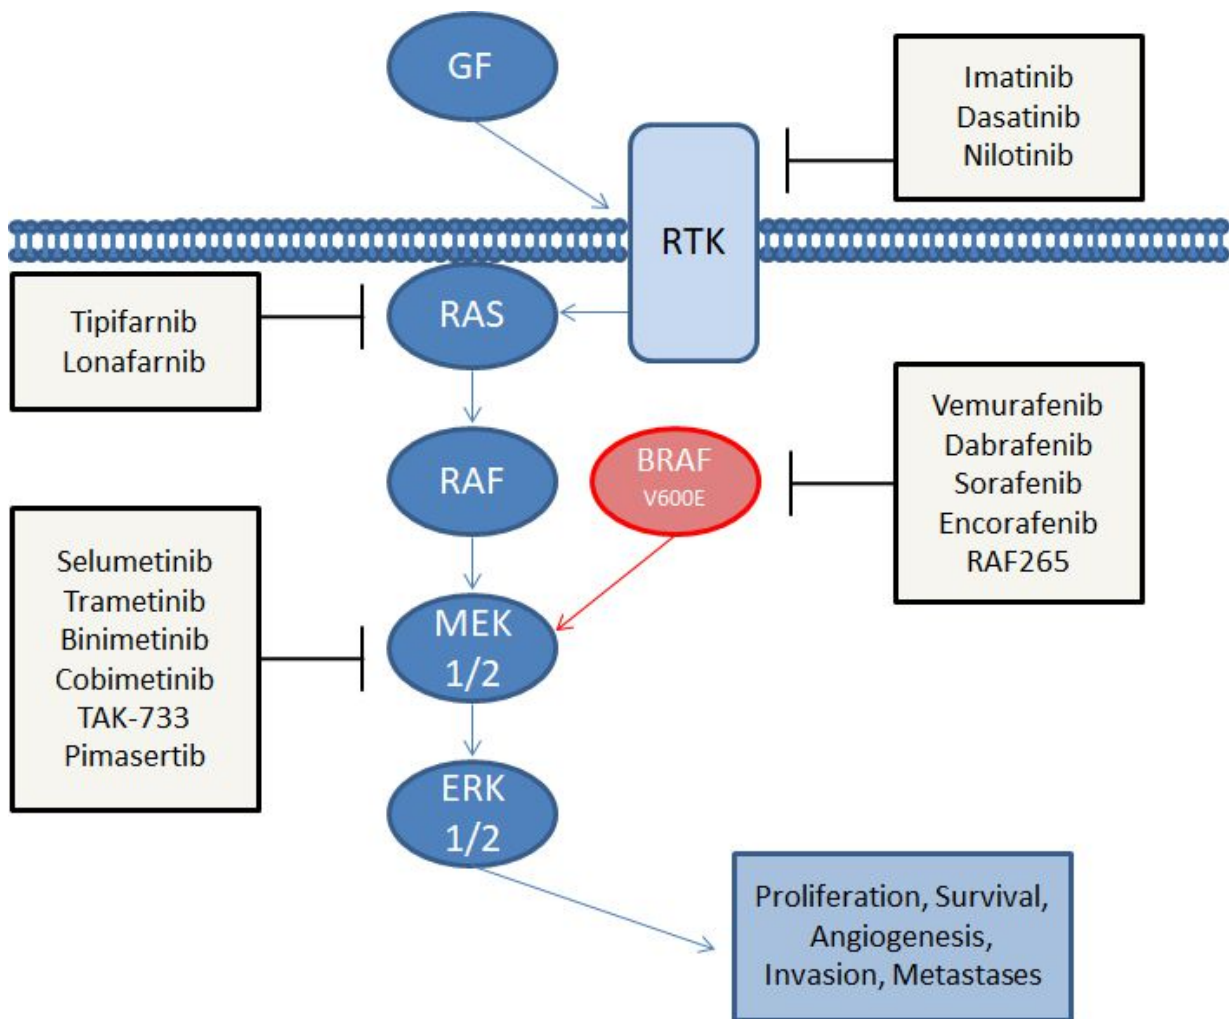 GF
Imatinib
Dasatinib
Nilotinib
RTK
RAS
Tipifarnib
Lonafarnib
RAF
BRAF
V600E
Vemurafenib
Dabrafenib
Sorafenib
Encorafenib
RAF265
Selumetinib
Trametinib
Binimetinib
Cobimetinib
TAK-733
Pimasertib
MEK
1/2
ERK
1/2
Proliferation, Survival,
Angiogenesis,
Invasion, Metastases